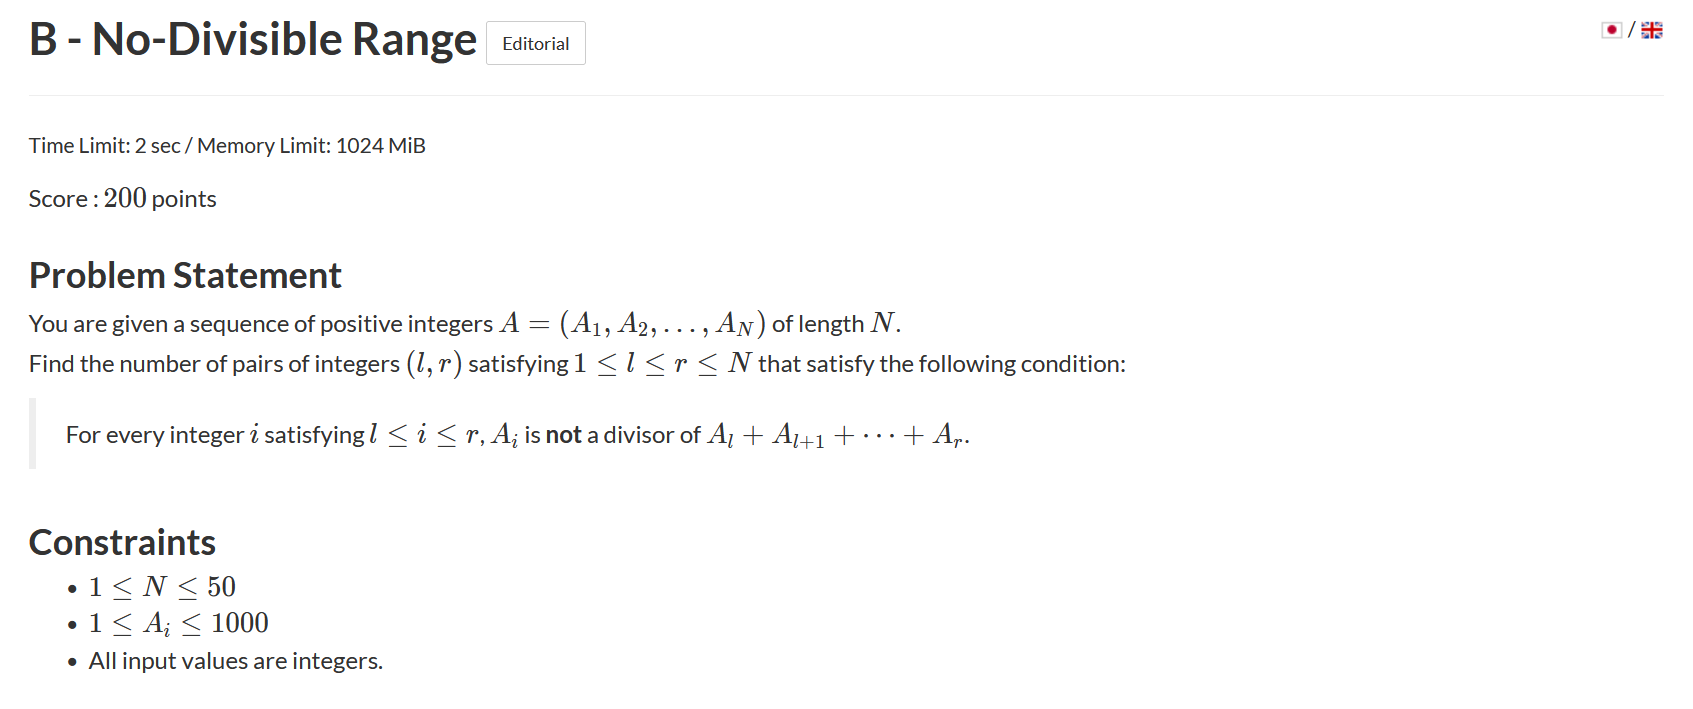 B - No-Divisible Range Editorial /
Time Limit: 2 sec / Memory Limit: 1024 MiB
Score : 200 points
Problem Statement
You are given a sequence of positive integers A = (A₁, A₂, . . . , A_N) of length N.
Find the number of pairs of integers (l, r) satisfying 1 ≤ l ≤ r ≤ N that satisfy the following condition:
For every integer i satisfying l ≤ i ≤ r, A_i is not a divisor of A_l + A_{l+1} + ··· + A_r.
Constraints
• 1 ≤ N ≤ 50
• 1 ≤ A_i ≤ 1000
• All input values are integers.